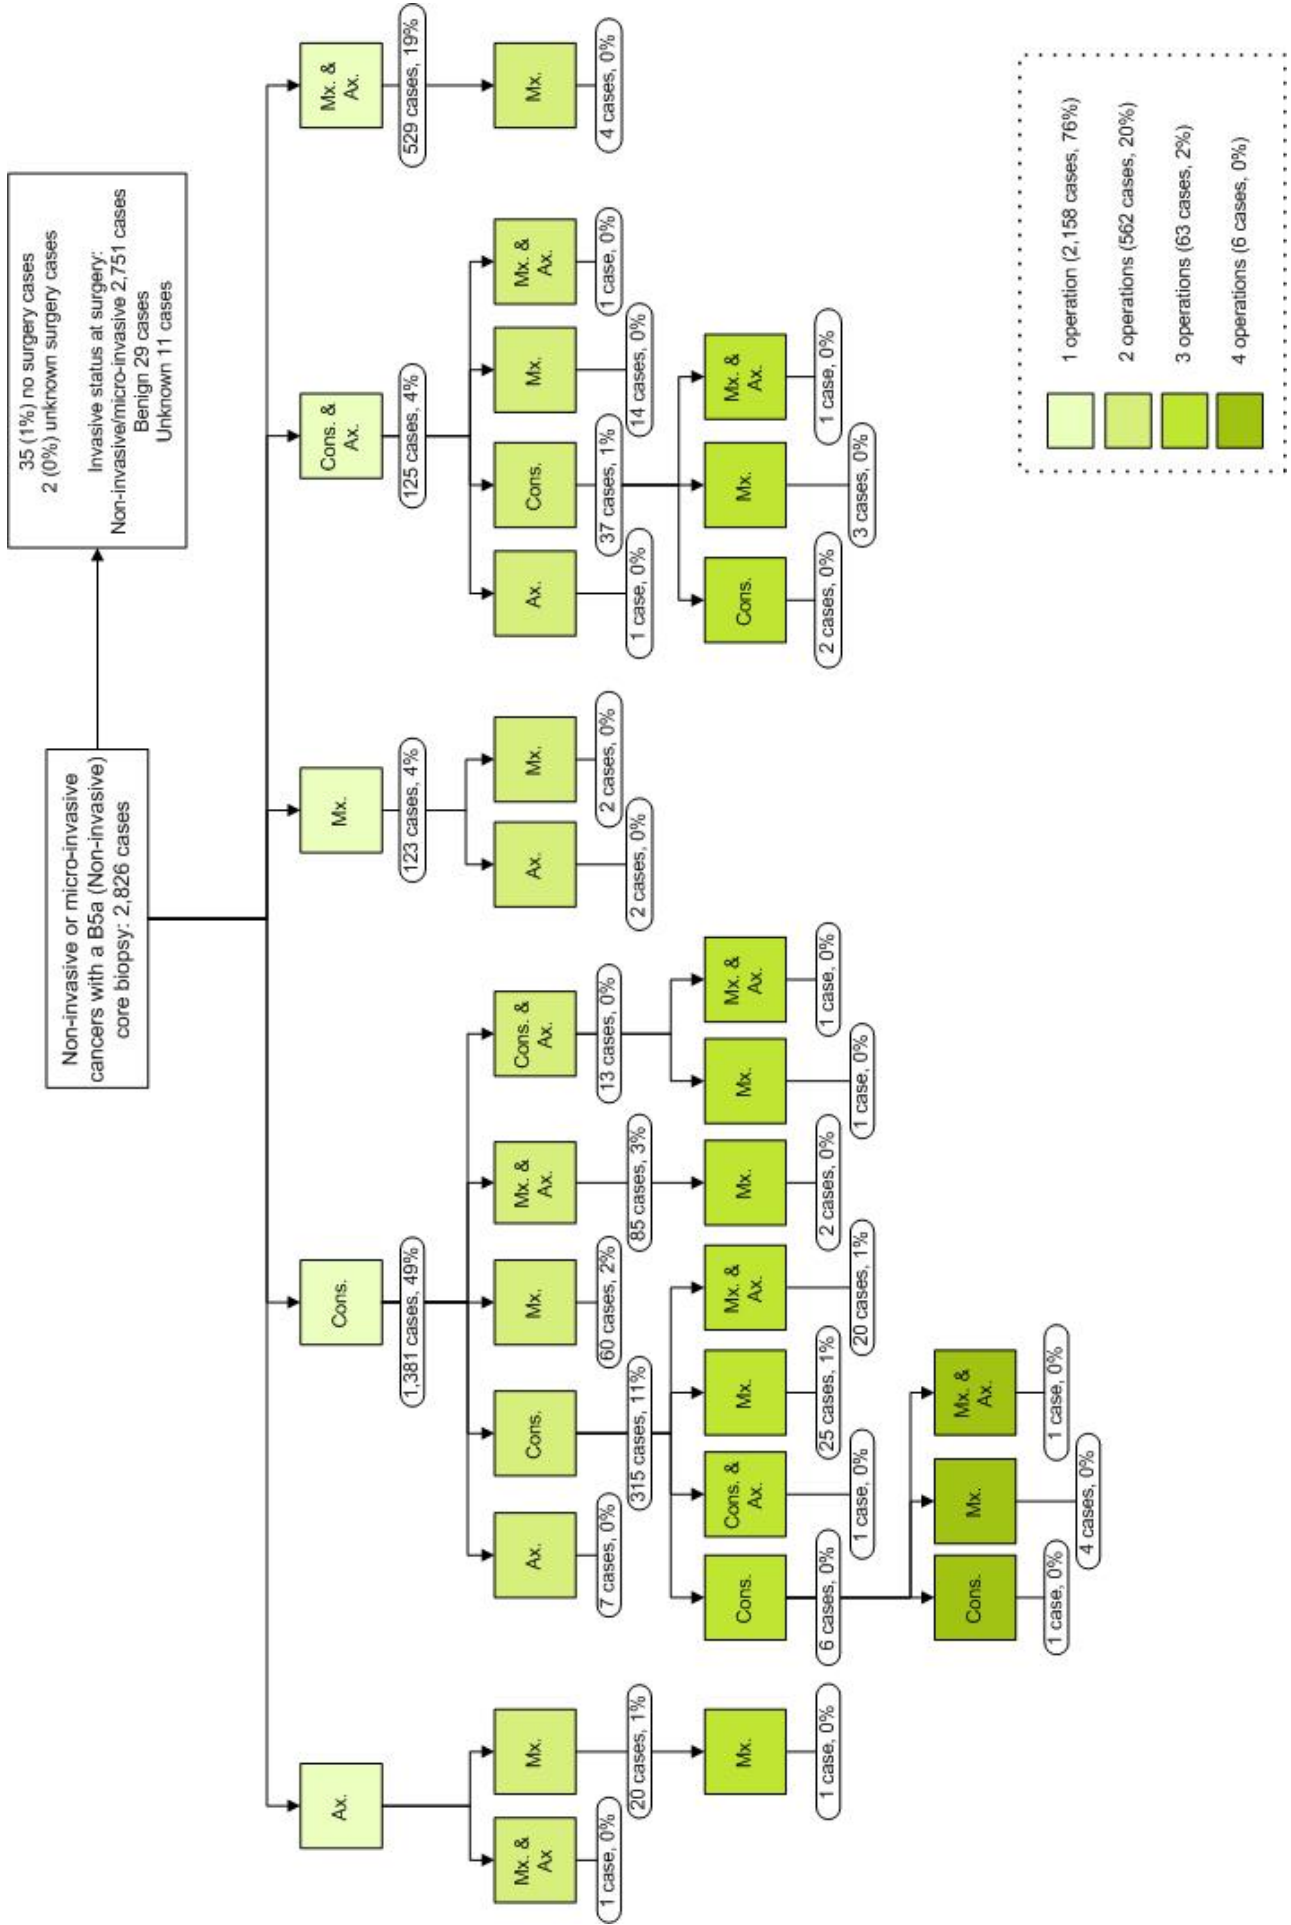 Non-invasive or micro-invasive
cancers with a B5a (Non-invasive)
core biopsy: 2,826 cases
35 (1%) no surgery cases
2 (0%) unknown surgery cases
Invasive status at surgery:
Non-invasive/micro-invasive 2,751 cases
Benign 29 cases
Unknown 11 cases
Ax.
Cons.
1,381 cases, 49%
Mx.
123 cases, 4%
Cons. &
Ax.
125 cases, 4%
Mx. &
Ax.
529 cases, 19%
Mx. &
Ax
1 case, 0%
Mx.
20 cases, 1%
Ax.
7 cases, 0%
Cons.
315 cases, 11%
Mx.
60 cases, 2%
Mx. &
Ax.
85 cases, 3%
Cons. &
Ax.
13 cases, 0%
Ax.
2 cases, 0%
Mx.
2 cases, 0%
Ax.
1 case, 0%
Cons.
37 cases, 1%
Mx.
14 cases, 0%
Mx. &
Ax.
1 case, 0%
Mx.
4 cases, 0%
Mx.
1 case, 0%
Cons.
6 cases, 0%
Cons. &
Ax.
1 case, 0%
Mx.
25 cases, 1%
Mx. &
Ax.
20 cases, 1%
Mx.
2 cases, 0%
Mx.
1 case, 0%
Mx. &
Ax.
1 case, 0%
Cons.
2 cases, 0%
Mx.
3 cases, 0%
Mx. &
Ax.
1 case, 0%
Cons.
1 case, 0%
Mx.
4 cases, 0%
Mx. &
Ax.
1 case, 0%
1 operation (2,158 cases, 76%)
2 operations (562 cases, 20%)
3 operations (63 cases, 2%)
4 operations (6 cases, 0%)